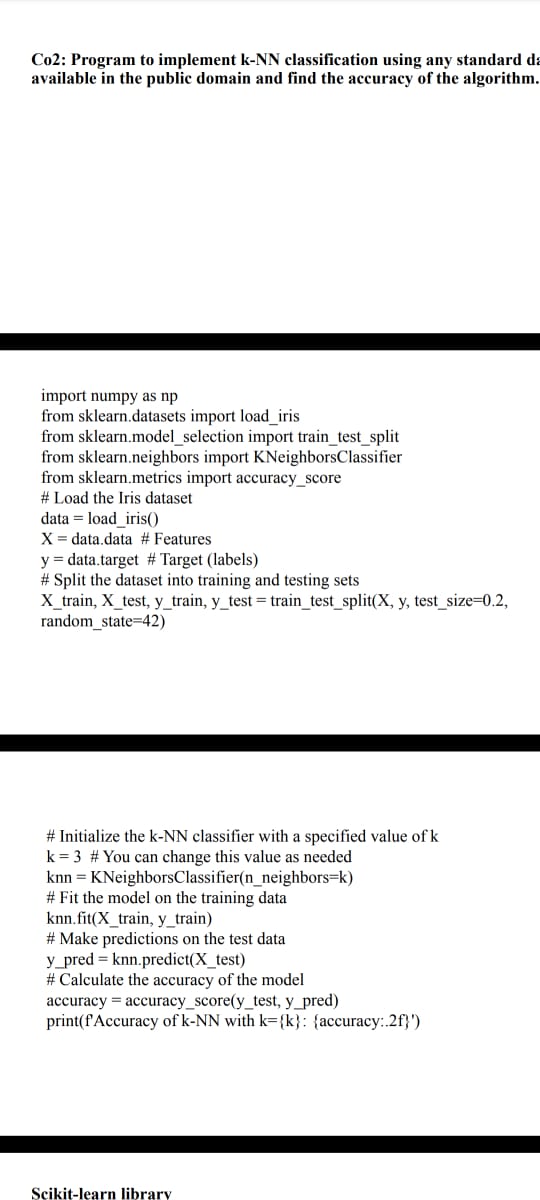 Co2: Program to implement k-NN classification using any standard da
available in the public domain and find the accuracy of the algorithm.
import numpy as np
from sklearn.datasets import load_iris
from sklearn.model_selection import train_test_split
from sklearn.neighbors import KNeighborsClassifier
from sklearn.metrics import accuracy_score
# Load the Iris dataset
data = load_iris()
X = data.data # Features
y = data.target # Target (labels)
# Split the dataset into training and testing sets
X_train, X_test, y_train, y_test = train_test_split(X, y, test_size=0.2,
random_state=42)
# Initialize the k-NN classifier with a specified value of k
k = 3 # You can change this value as needed
knn = KNeighborsClassifier(n_neighbors=k)
# Fit the model on the training data
knn.fit(X_train, y_train)
# Make predictions on the test data
y_pred = knn.predict(X_test)
# Calculate the accuracy of the model
accuracy = accuracy_score(y_test, y_pred)
print(f'Accuracy of k-NN with k={k}: {accuracy:.2f}')
Scikit-learn library